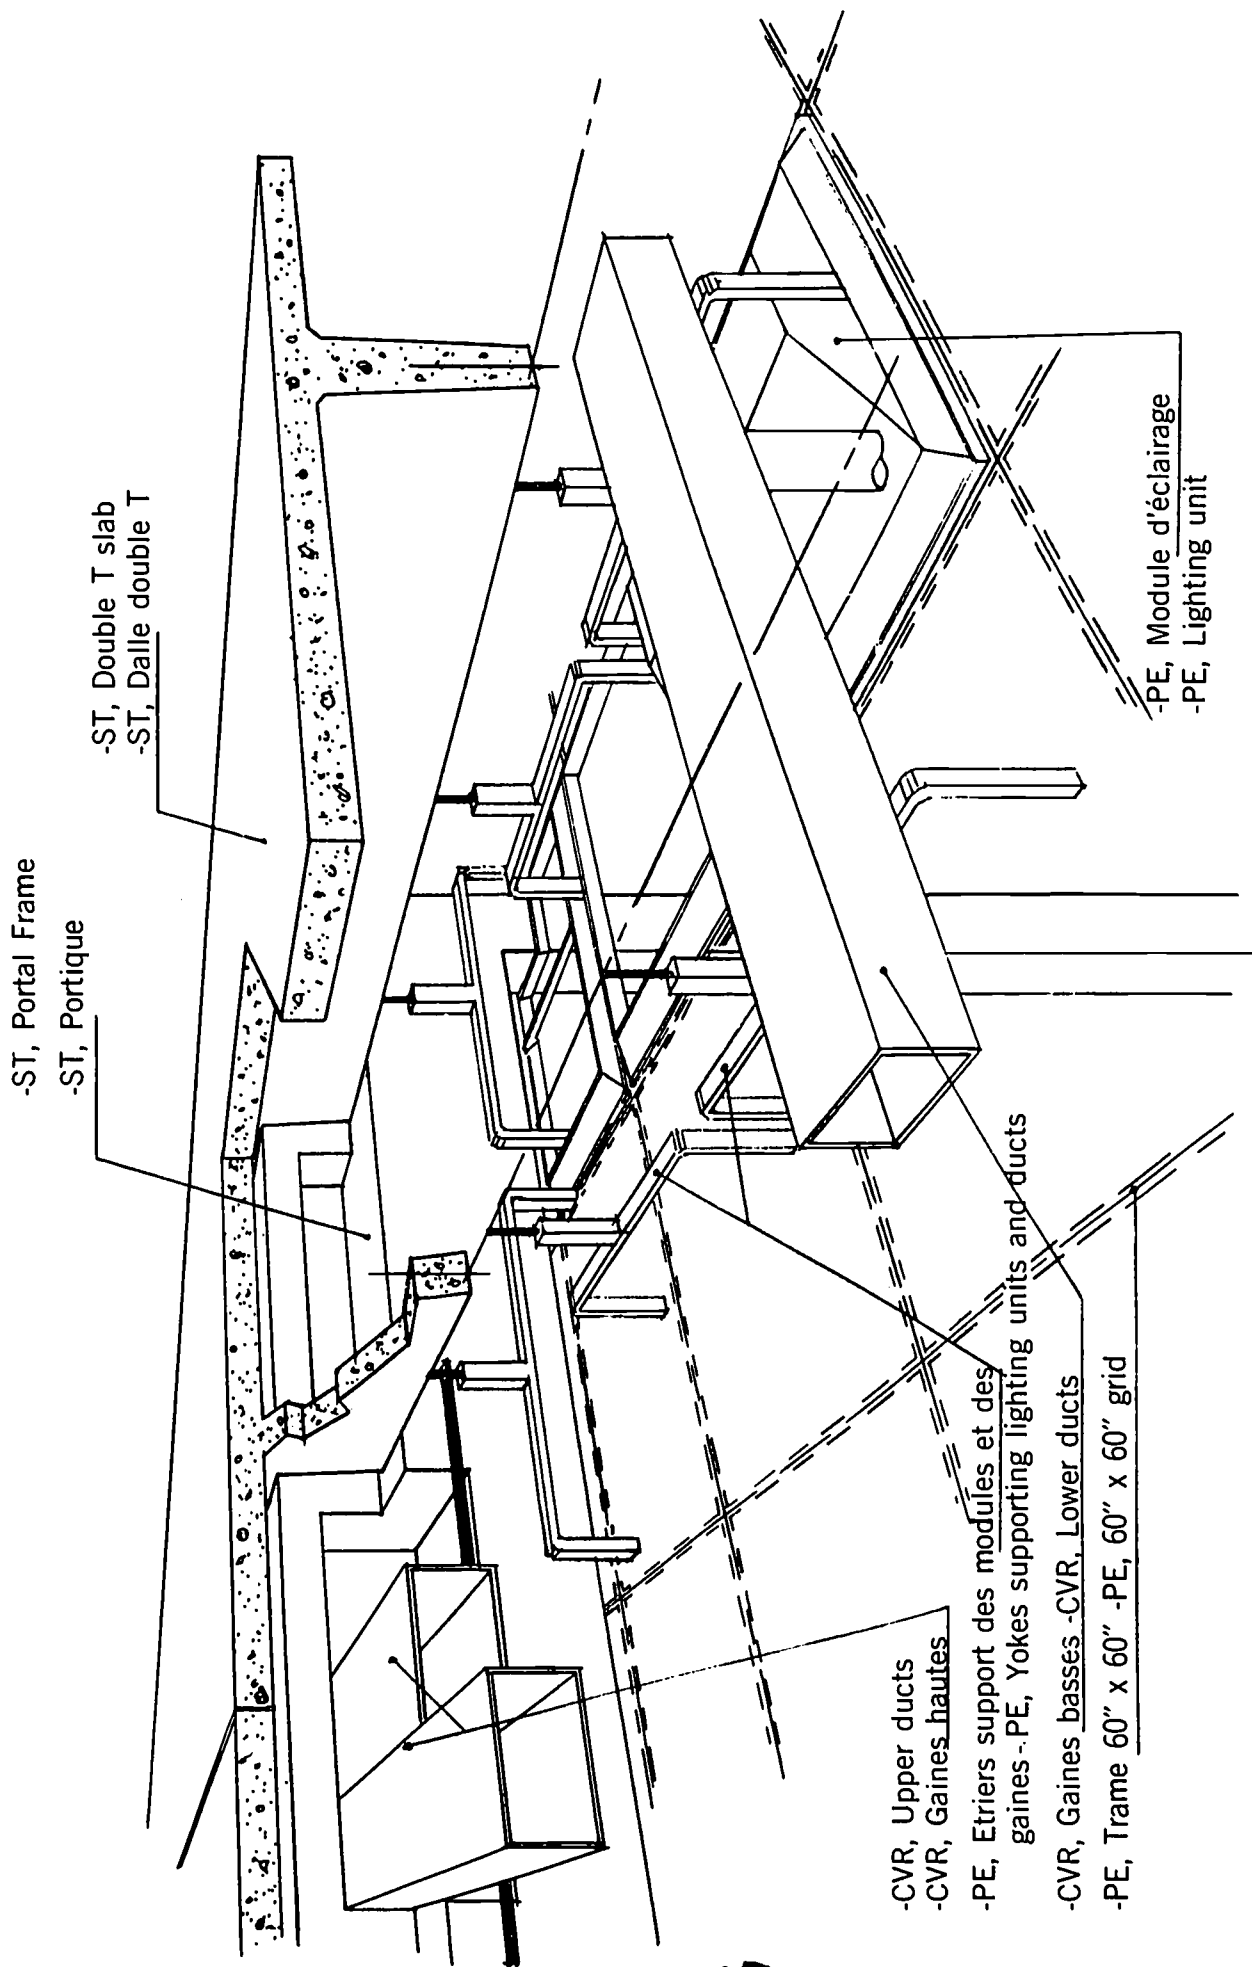 -ST, Portal Frame
-ST, Portique
-ST, Double T slab
-ST, Dalle double T
-CVR, Upper ducts
-CVR, Gaines hautes
-PE, Etriers support des modules et des
gaines -PE, Yokes supporting lighting units and ducts
-CVR, Gaines basses -CVR, Lower ducts
-PE, Trame 60" x 60" -PE, 60" x 60" grid
-PE, Module d'éclairage
-PE, Lighting unit